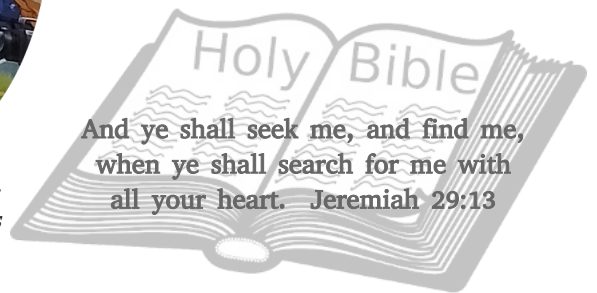 Holy Bible
And ye shall seek me, and find me,
when ye shall search for me with
all your heart. Jeremiah 29:13